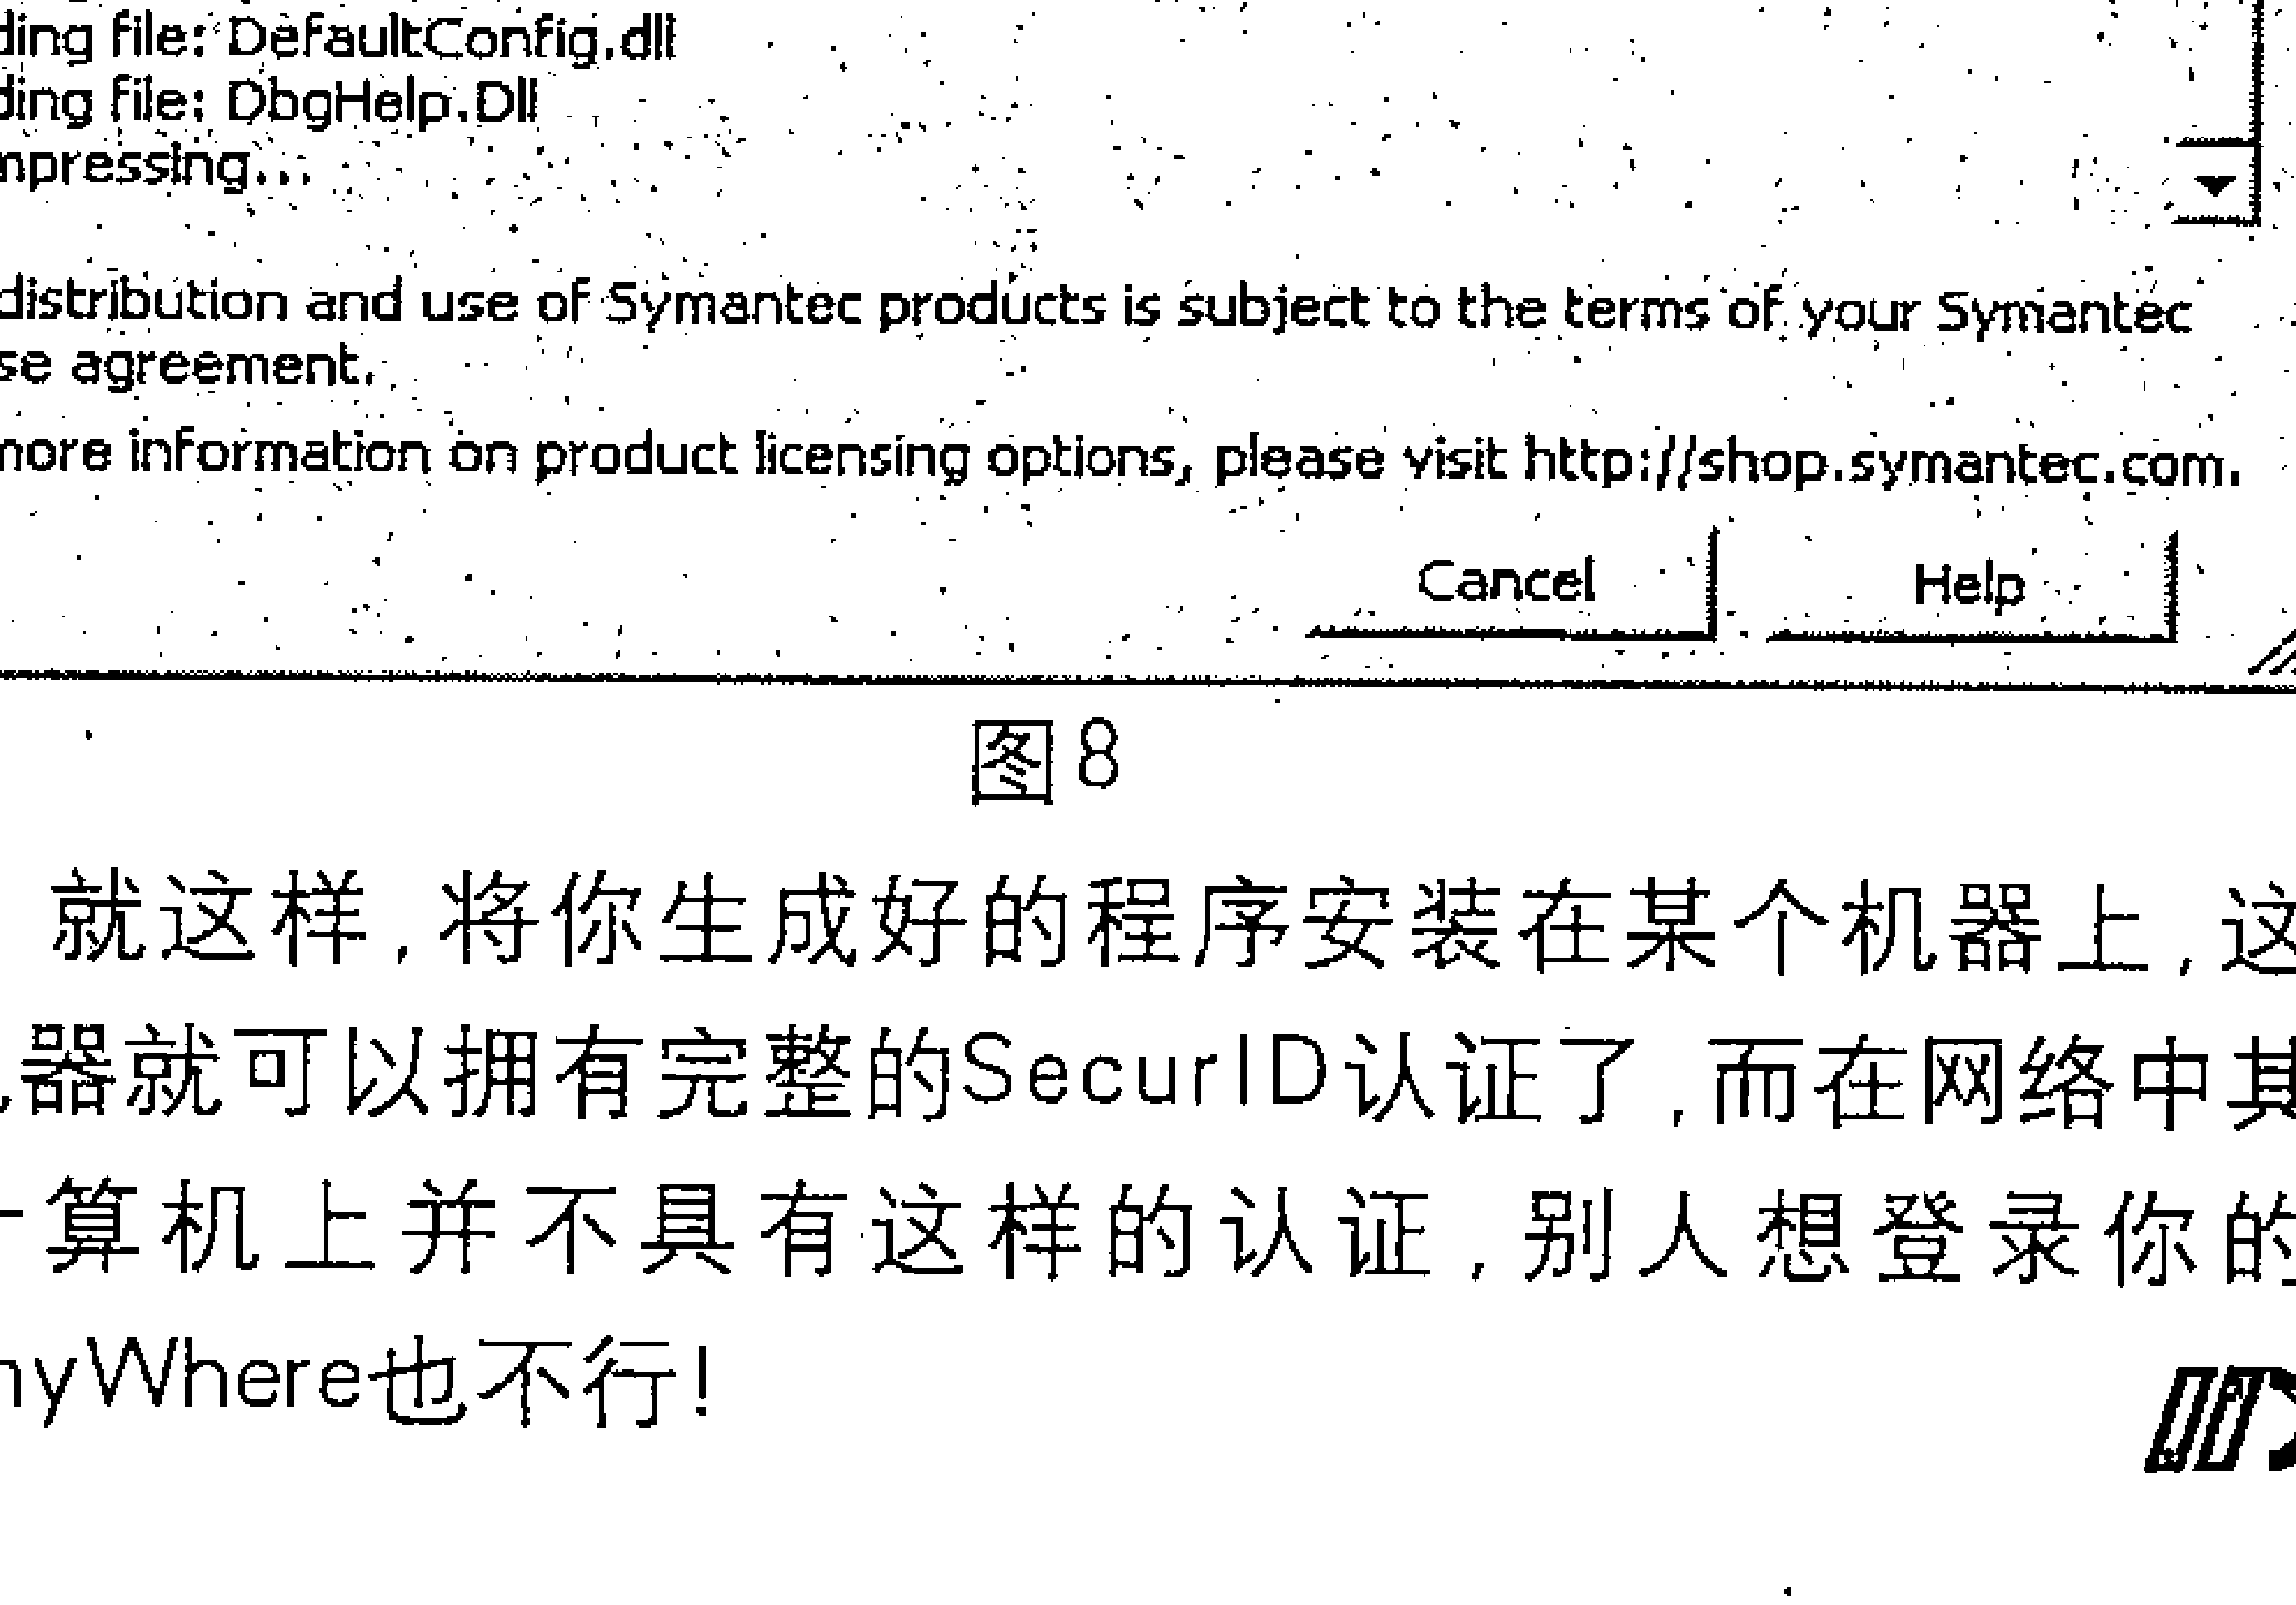 ding file: DefaultConfig.dll
ding file: DbgHelp.Dll
mpressing...
distribution and use of Symantec products is subject to the terms of your Symantec
se agreement.
more information on product licensing options, please visit http://shop.symantec.com.
Cancel Help
图8
就这样,将你生成好的程序安装在某个机器上,这
器就可以拥有完整的SecurID认证了,而在网络中其
算机上并不具有这样的认证,别人想登录你的
nyWhere也不行!